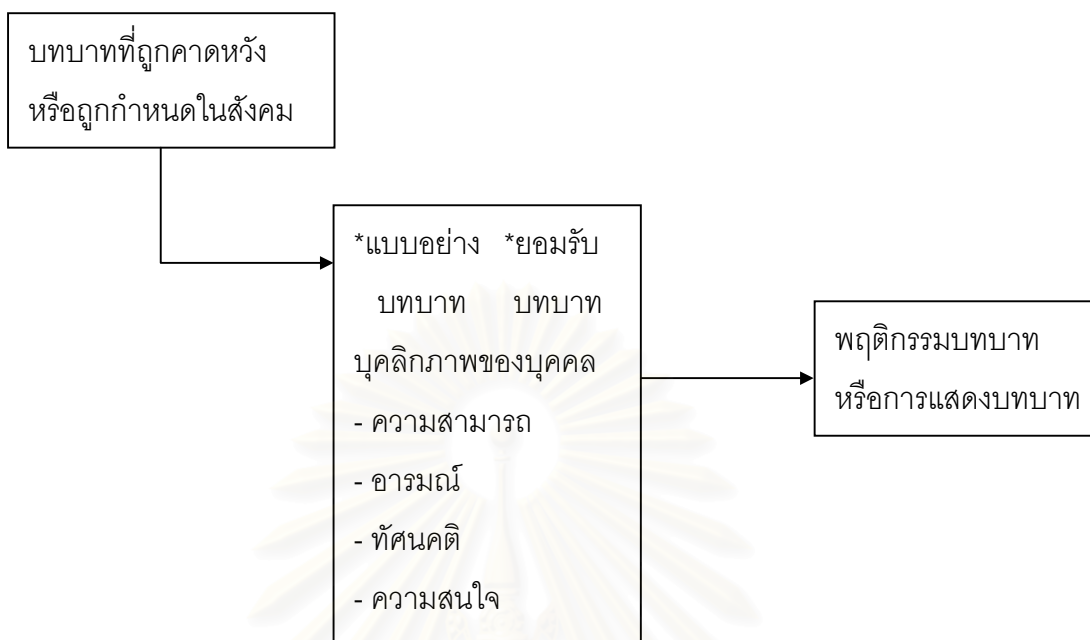 บทบาทที่ถูกคาดหวัง
หรือถูกกำหนดในสังคม
*แบบอย่าง *ยอมรับ
บทบาท บทบาท
บุคลิกภาพของบุคคล
- ความสามารถ
- อารมณ์
- ทัศนคติ
- ความสนใจ
พฤติกรรมบทบาท
หรือการแสดงบทบาท